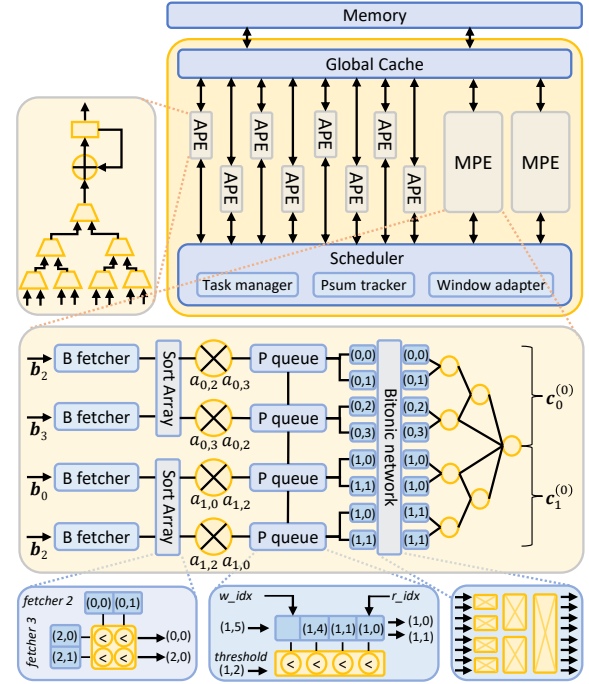 Memory
Global Cache
APE APE APE APE MPE MPE
APE APE APE APE
Scheduler
Task manager Psum tracker Window adapter
b₂ B fetcher Sort Array a₀,₂ a₀,₃ P queue (0,0) Bitonic network (0,0)
(0,1) (0,1)
c₀⁽⁰⁾
b₃ B fetcher a₀,₃ a₀,₂ P queue (0,2) (0,2)
(0,3) (0,3)
b₀ B fetcher Sort Array a₁,₀ a₁,₂ P queue (1,0) (1,0)
(1,1) (1,0)
c₁⁽⁰⁾
b₂ B fetcher a₁,₂ a₁,₀ P queue (1,0) (1,1)
(1,1) (1,1)
fetcher 2 (0,0) (0,1)
fetcher 3 (2,0) < < (0,0)
(2,1) < < (2,0)
w_idx r_idx
(1,5) (1,4) (1,1) (1,0) (1,0)
(1,1)
threshold
(1,2) < < < <